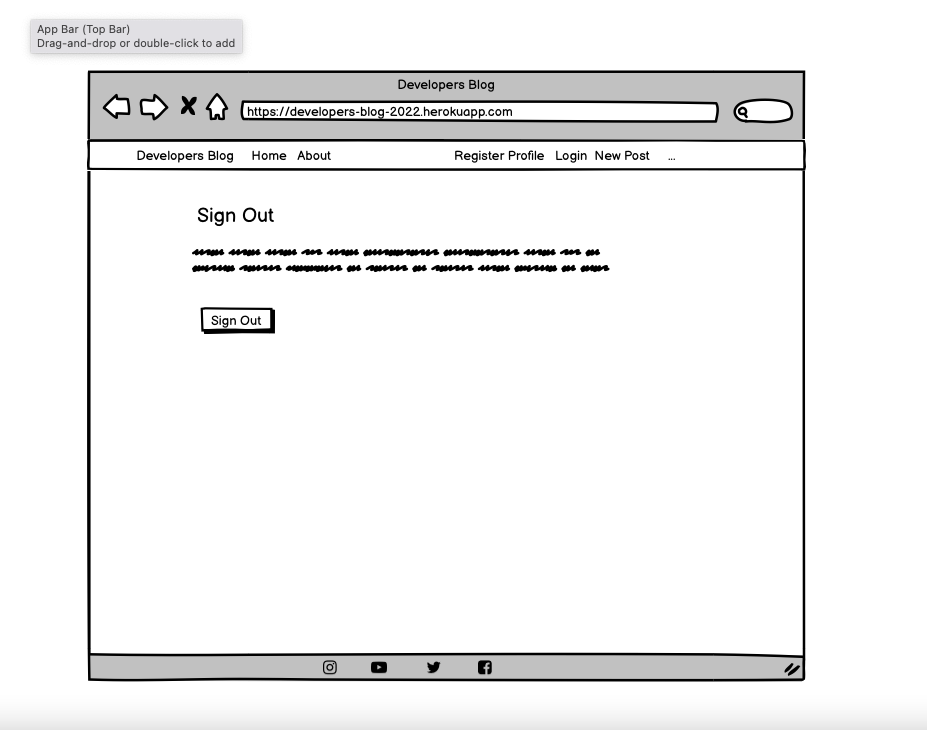 App Bar (Top Bar)
Drag-and-drop or double-click to add
Developers Blog
https://developers-blog-2022.herokuapp.com
Developers Blog Home About Register Profile Login New Post ...
Sign Out
Sign Out